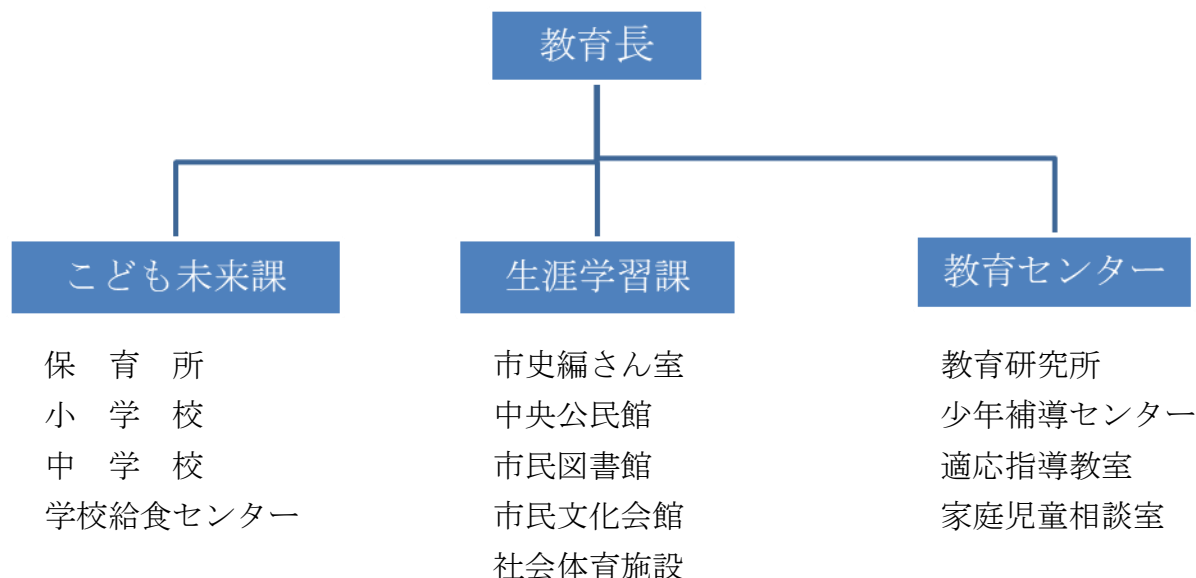 教育長
こども未来課
保　育　所
小　学　校
中　学　校
学校給食センター
生涯学習課
市史編さん室
中央公民館
市民図書館
市民文化会館
社会体育施設
教育センター
教育研究所
少年補導センター
適応指導教室
家庭児童相談室